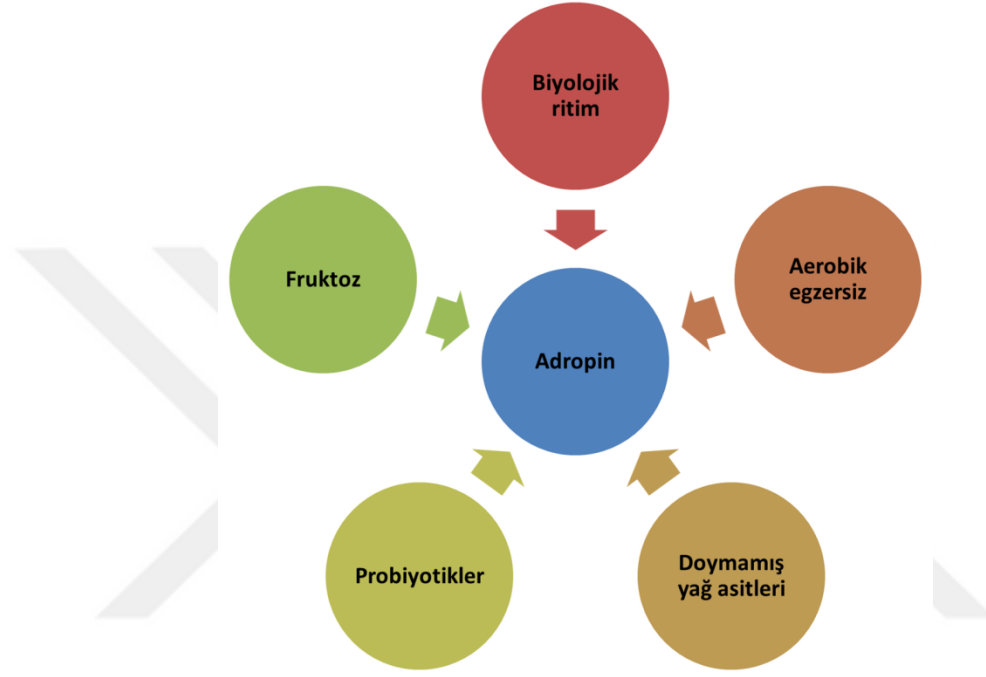 Biyolojik
ritim
Fruktoz
Aerobik
egzersiz
Adropin
Probiyotikler
Doymamış
yağ asitleri